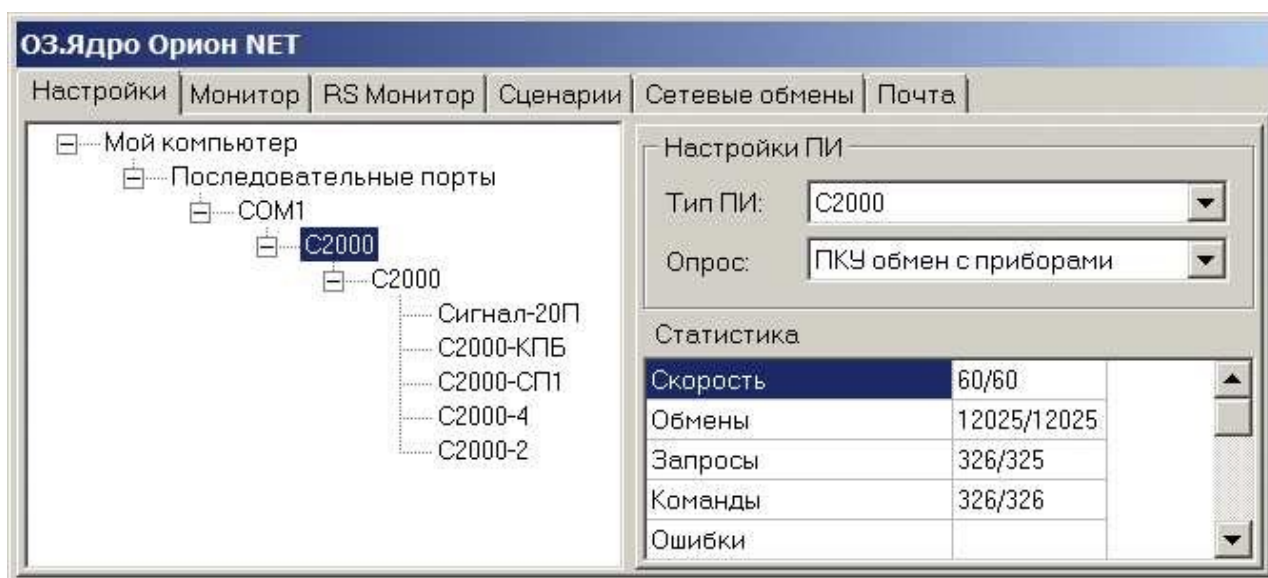 ОЗ.Ядро Орион NET
Настройки Монитор RS Монитор Сценарии Сетевые обмены Почта
Мой компьютер
Последовательные порты
COM1
С2000
С2000
Сигнал-20П
С2000-КПБ
С2000-СП1
С2000-4
С2000-2
Настройки ПИ
Тип ПИ: С2000
Опрос: ПКУ обмен с приборами
Статистика
Скорость 60/60
Обмены 12025/12025
Запросы 326/325
Команды 326/326
Ошибки